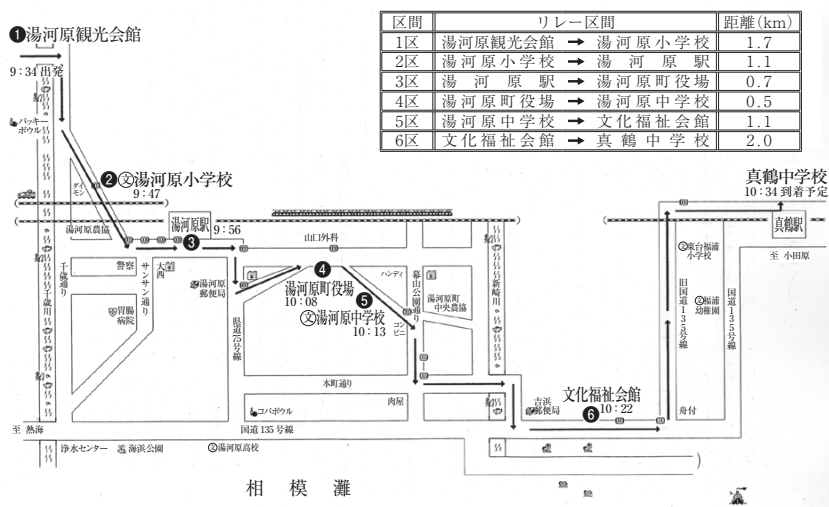 ❶湯河原観光会館
9:34出発
区間 リレー区間 距離(km)
1区 湯河原観光会館 → 湯河原小学校 1.7
2区 湯河原小学校 → 湯河原駅 1.1
3区 湯河原駅 → 湯河原町役場 0.7
4区 湯河原町役場 → 湯河原中学校 0.5
5区 湯河原中学校 → 文化福祉会館 1.1
6区 文化福祉会館 → 真鶴中学校 2.0
バッキー
ボウル
❷文湯河原小学校
9:47
ダイモン
真鶴中学校
10:34到着予定
湯河原農協
湯河原駅
9:56
❸
山口外科
真鶴駅
至 小田原
文東台福浦
小学校
千歳通り
千歳川
警察
サンサン通り
大西
湯河原
郵便局
❹
湯河原町役場
10:08
ハンディ
幕山公園通り
新崎川
湯河原町
中央農協
旧国道135号線
国道135号線
文福浦
幼稚園
胃腸
病院
県道75号線
❺
文湯河原中学校
10:13
コンビニ
本町通り
肉屋
コパボウル
吉浜
郵便局
文化福祉会館
❻10:22
舟付
至 熱海
国道135号線
浄水センター
海浜公園
文湯河原高校
相模灘